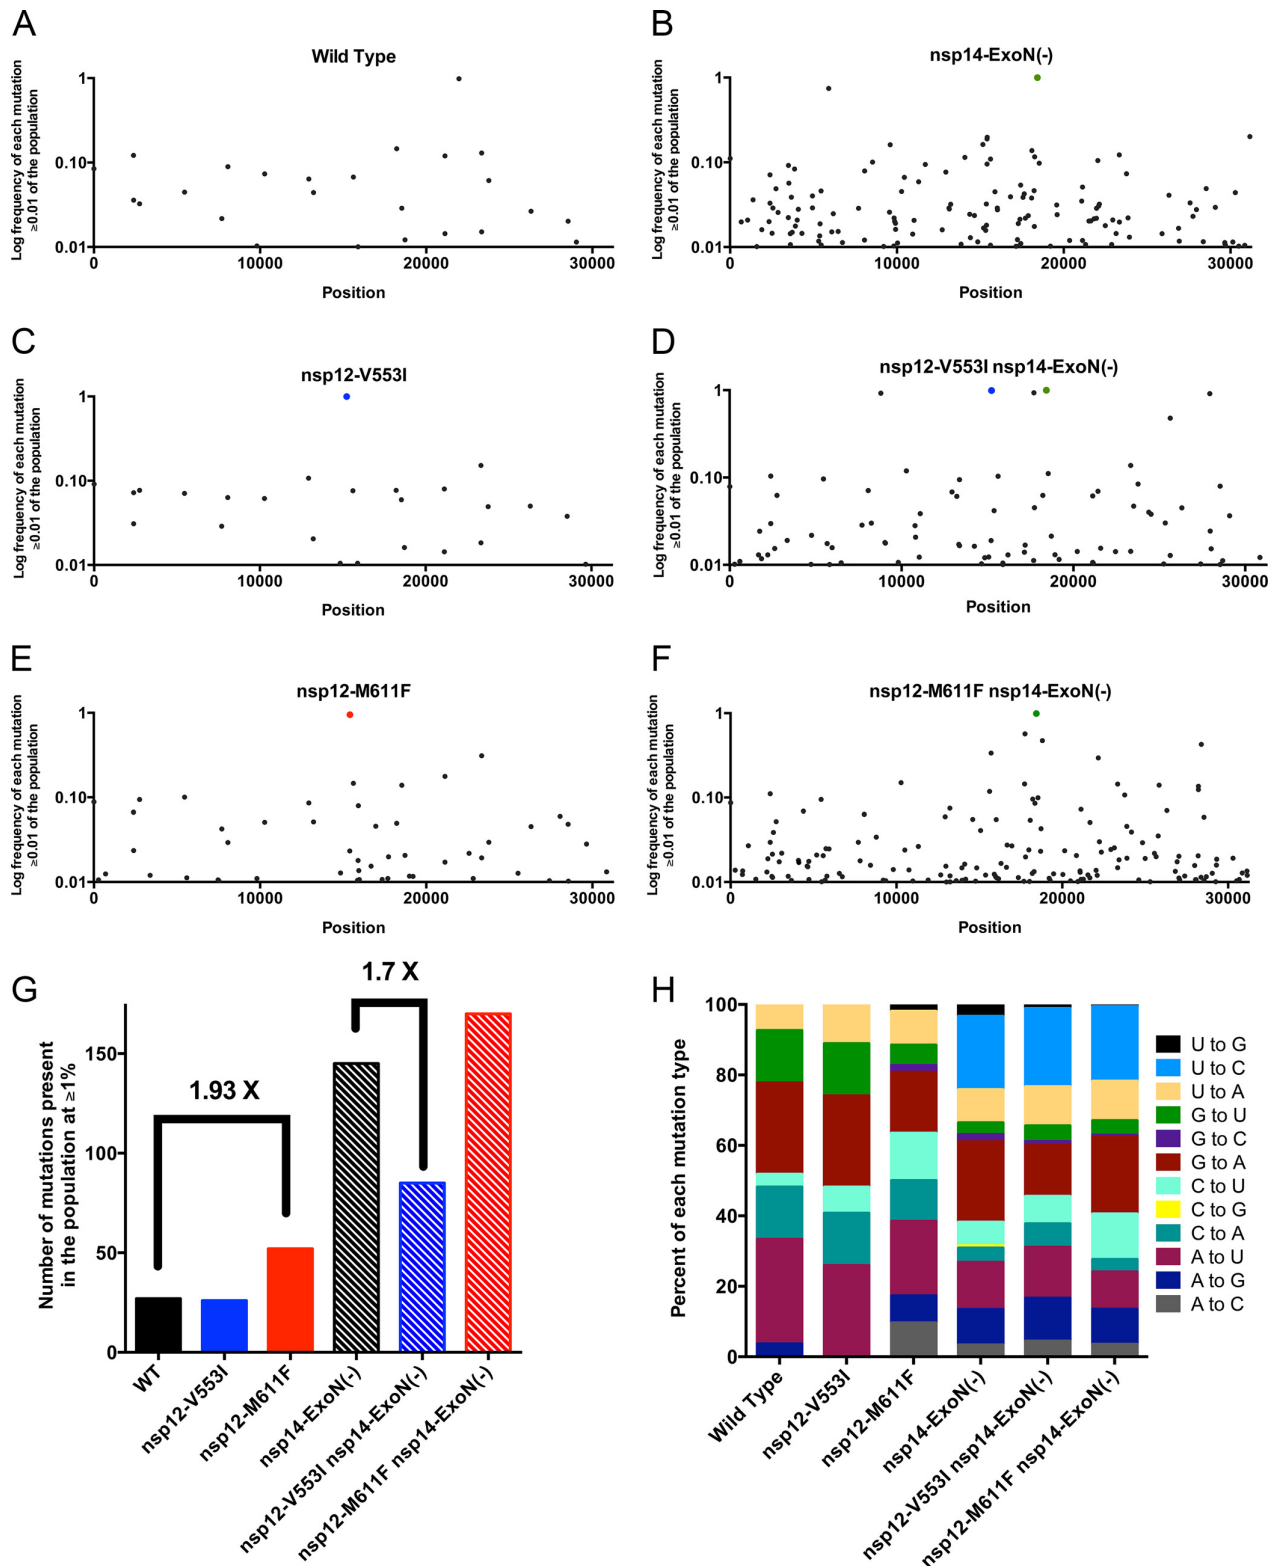 A
Wild Type
Log frequency of each mutation
≥0.01 of the population
1
0.10
0.01
0
10000
20000
30000
Position
B
nsp14-ExoN(-)
Log frequency of each mutation
≥0.01 of the population
1
0.10
0.01
0
10000
20000
30000
Position
C
nsp12-V553I
Log frequency of each mutation
≥0.01 of the population
1
0.10
0.01
0
10000
20000
30000
Position
D
nsp12-V553I nsp14-ExoN(-)
Log frequency of each mutation
≥0.01 of the population
1
0.10
0.01
0
10000
20000
30000
Position
E
nsp12-M611F
Log frequency of each mutation
≥0.01 of the population
1
0.10
0.01
0
10000
20000
30000
Position
F
nsp12-M611F nsp14-ExoN(-)
Log frequency of each mutation
≥0.01 of the population
1
0.10
0.01
0
10000
20000
30000
Position
G
Number of mutations present
in the population at ≥1%
150
100
50
0
1.93 X
1.7 X
WT
nsp12-V553I
nsp12-M611F
nsp14-ExoN(-)
nsp12-V553I nsp14-ExoN(-)
nsp12-M611F nsp14-ExoN(-)
H
Percent of each mutation type
100
80
60
40
20
0
Wild Type
nsp12-V553I
nsp12-M611F
nsp14-ExoN(-)
nsp12-V553I nsp14-ExoN(-)
nsp12-M611F nsp14-ExoN(-)
U to G
U to C
U to A
G to U
G to C
G to A
C to U
C to G
C to A
A to U
A to G
A to C